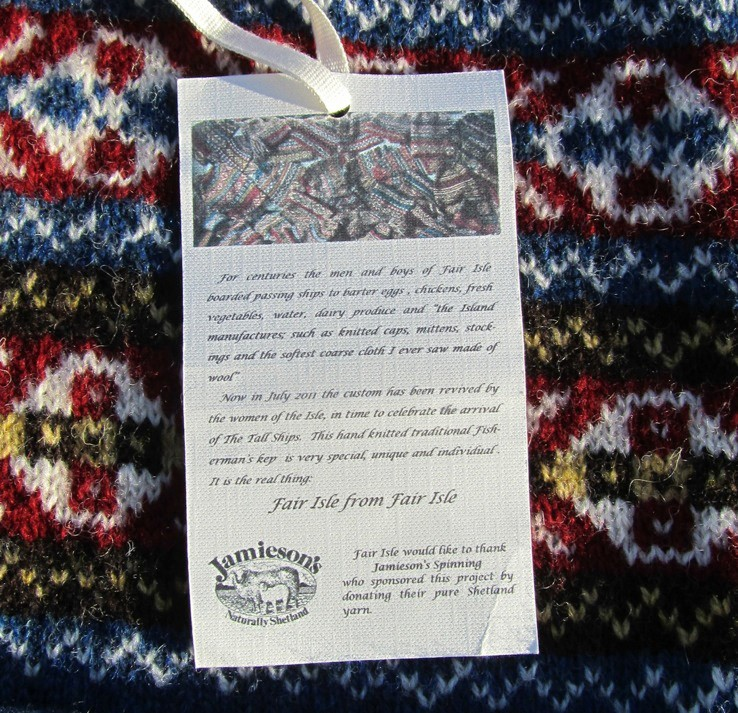 For centuries the men and boys of Fair Isle
boarded passing ships to barter eggs , chickens, fresh
vegetables, water, dairy produce and "the Island
manufactures; such as knitted caps, mittens, stock-
ings and the softest coarse cloth I ever saw made of
wool"
Now in July 2011 the custom has been revived by
the women of the Isle, in time to celebrate the arrival
of The Tall Ships. This hand knitted traditional Fish-
erman's kep is very special, unique and individual .
It is the real thing:
Fair Isle from Fair Isle
Jamieson's
Naturally Shetland
Fair Isle would like to thank
Jamieson's Spinning
who sponsored this project by
donating their pure Shetland
yarn.